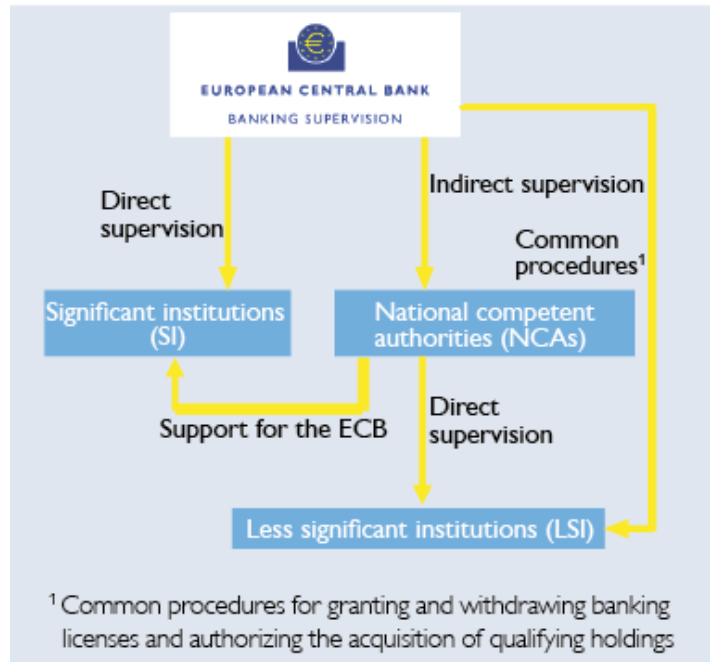 €
EUROPEAN CENTRAL BANK
BANKING SUPERVISION
Direct
supervision
Indirect supervision
Common
procedures¹
Significant institutions
(SI)
National competent
authorities (NCAs)
Support for the ECB
Direct
supervision
Less significant institutions (LSI)
¹ Common procedures for granting and withdrawing banking
licenses and authorizing the acquisition of qualifying holdings